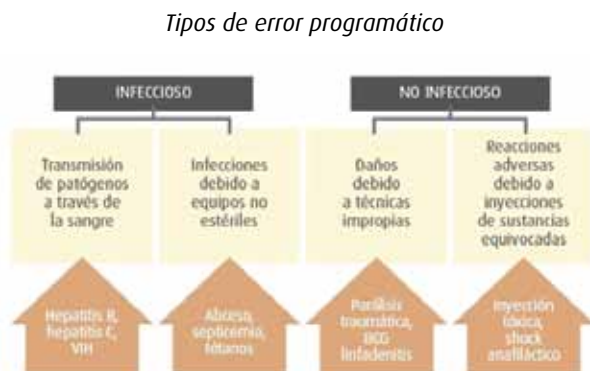 Tipos de error programático
INFECCIOSO
NO INFECCIOSO
Transmisión
de patógenos
a través de
la sangre
Infecciones
debido a
equipos no
estériles
Daños
debido
a técnicas
impropias
Reacciones
adversas
debido a
inyecciones
de sustancias
equivocadas
Hepatitis B,
hepatitis C,
VIH
Absceso,
septicemia,
tétanos
Parálisis
traumática,
BCG
linfadenitis
Inyección
tóxica,
shock
anafiláctico